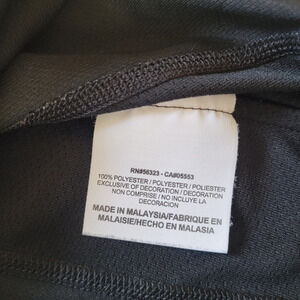 RN#56323 - CA#05553
100% POLYESTER / POLYESTER / POLIESTER
EXCLUSIVE OF DECORATION / DECORATION
NON COMPRISE / NO INCLUYE LA
DECORACION
MADE IN MALAYSIA/FABRIQUE EN
MALAISIE/HECHO EN MALASIA